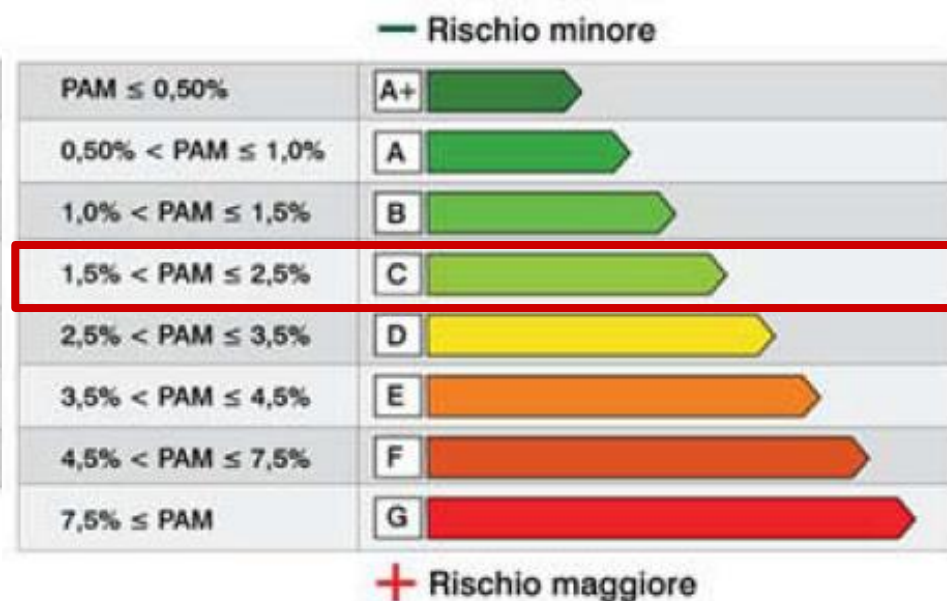 — Rischio minore
PAM ≤ 0,50% A+
0,50% < PAM ≤ 1,0% A
1,0% < PAM ≤ 1,5% B
1,5% < PAM ≤ 2,5% C
2,5% < PAM ≤ 3,5% D
3,5% < PAM ≤ 4,5% E
4,5% < PAM ≤ 7,5% F
7,5% ≤ PAM G
+ Rischio maggiore